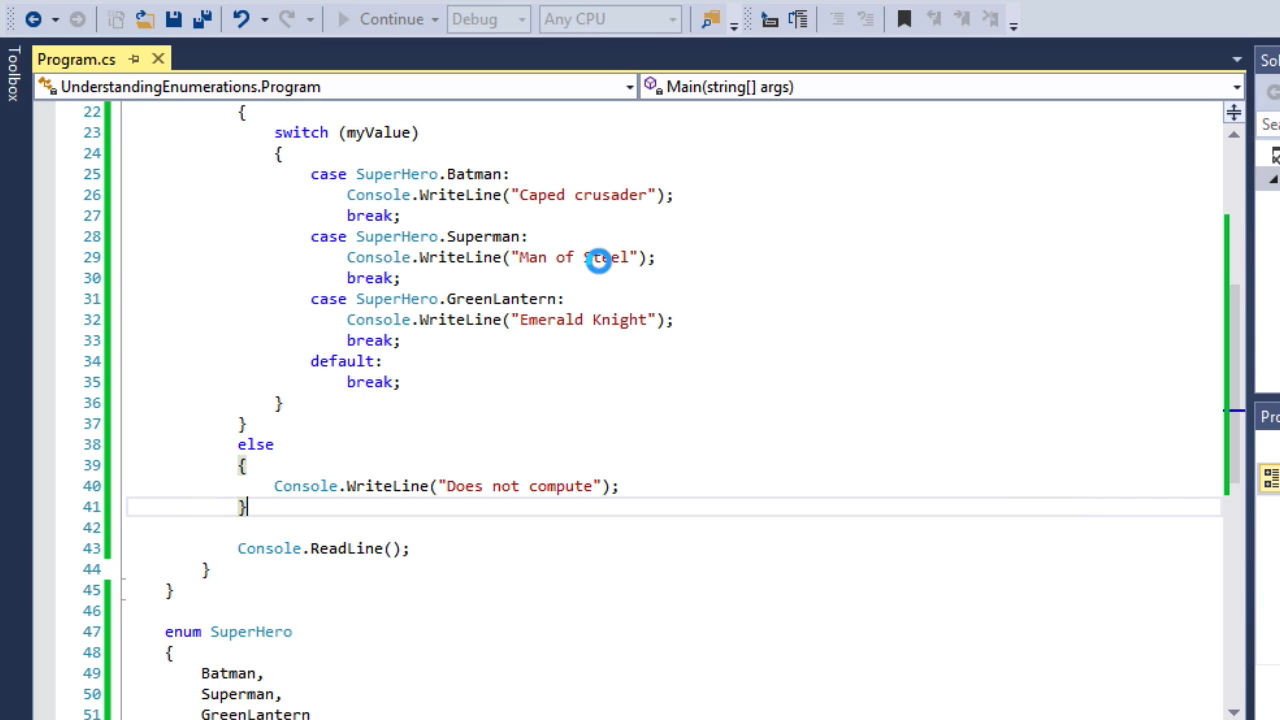 Continue Debug Any CPU
Toolbox
Program.cs
UnderstandingEnumerations.Program Main(string[] args)
22 {
23 switch (myValue)
24 {
25 case SuperHero.Batman:
26 Console.WriteLine("Caped crusader");
27 break;
28 case SuperHero.Superman:
29 Console.WriteLine("Man of Steel");
30 break;
31 case SuperHero.GreenLantern:
32 Console.WriteLine("Emerald Knight");
33 break;
34 default:
35 break;
36 }
37 }
38 else
39 {
40 Console.WriteLine("Does not compute");
41 }
42
43 Console.ReadLine();
44 }
45 }
46
47 enum SuperHero
48 {
49 Batman,
50 Superman,
51 GreenLantern
Sol
Sea
Pro